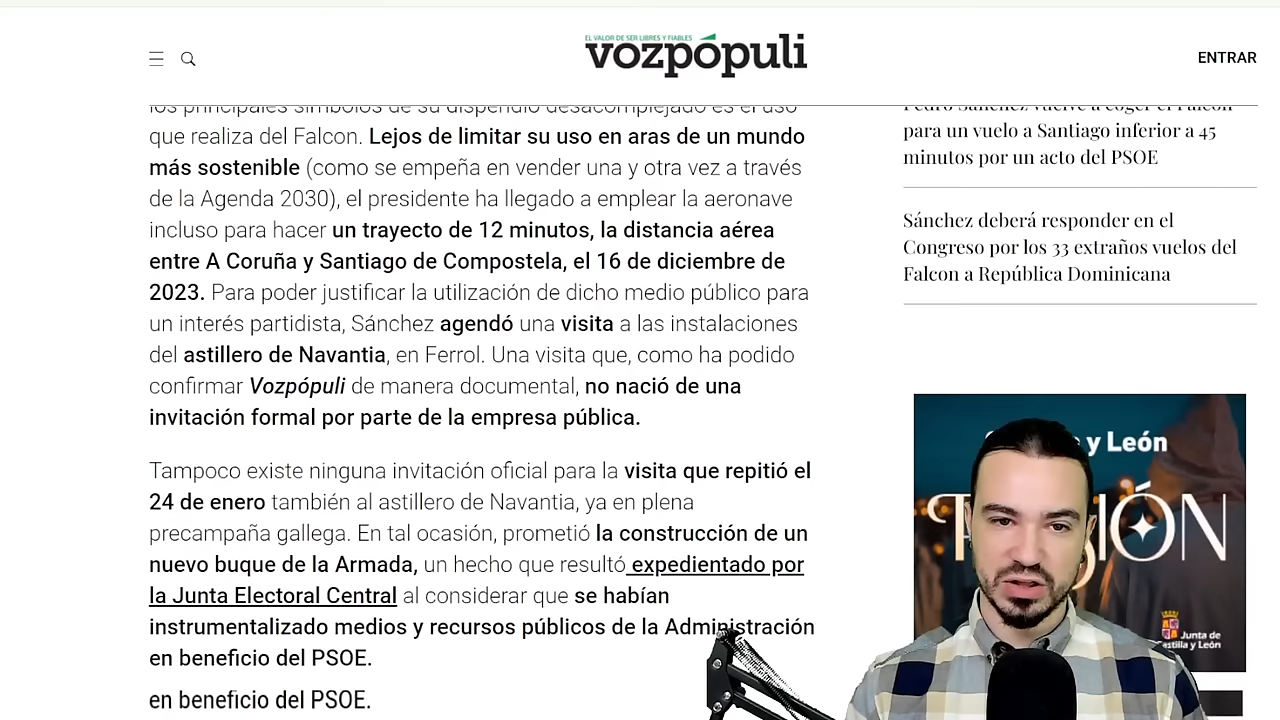 EL VALOR DE SER LIBRES Y FIABLES
vozpópuli
ENTRAR
los principales símbolos de su dispendio desacomplejado es el uso
que realiza del Falcon. Lejos de limitar su uso en aras de un mundo
más sostenible (como se empeña en vender una y otra vez a través
de la Agenda 2030), el presidente ha llegado a emplear la aeronave
incluso para hacer un trayecto de 12 minutos, la distancia aérea
entre A Coruña y Santiago de Compostela, el 16 de diciembre de
2023. Para poder justificar la utilización de dicho medio público para
un interés partidista, Sánchez agendó una visita a las instalaciones
del astillero de Navantia, en Ferrol. Una visita que, como ha podido
confirmar Vozpópuli de manera documental, no nació de una
invitación formal por parte de la empresa pública.
Tampoco existe ninguna invitación oficial para la visita que repitió el
24 de enero también al astillero de Navantia, ya en plena
precampaña gallega. En tal ocasión, prometió la construcción de un
nuevo buque de la Armada, un hecho que resultó expedientado por
la Junta Electoral Central al considerar que se habían
instrumentalizado medios y recursos públicos de la Administración
en beneficio del PSOE.
en beneficio del PSOE.
Pedro Sánchez vuelve a coger el Falcon
para un vuelo a Santiago inferior a 45
minutos por un acto del PSOE
Sánchez deberá responder en el
Congreso por los 33 extraños vuelos del
Falcon a República Dominicana
y León
Junta de
Castilla y León